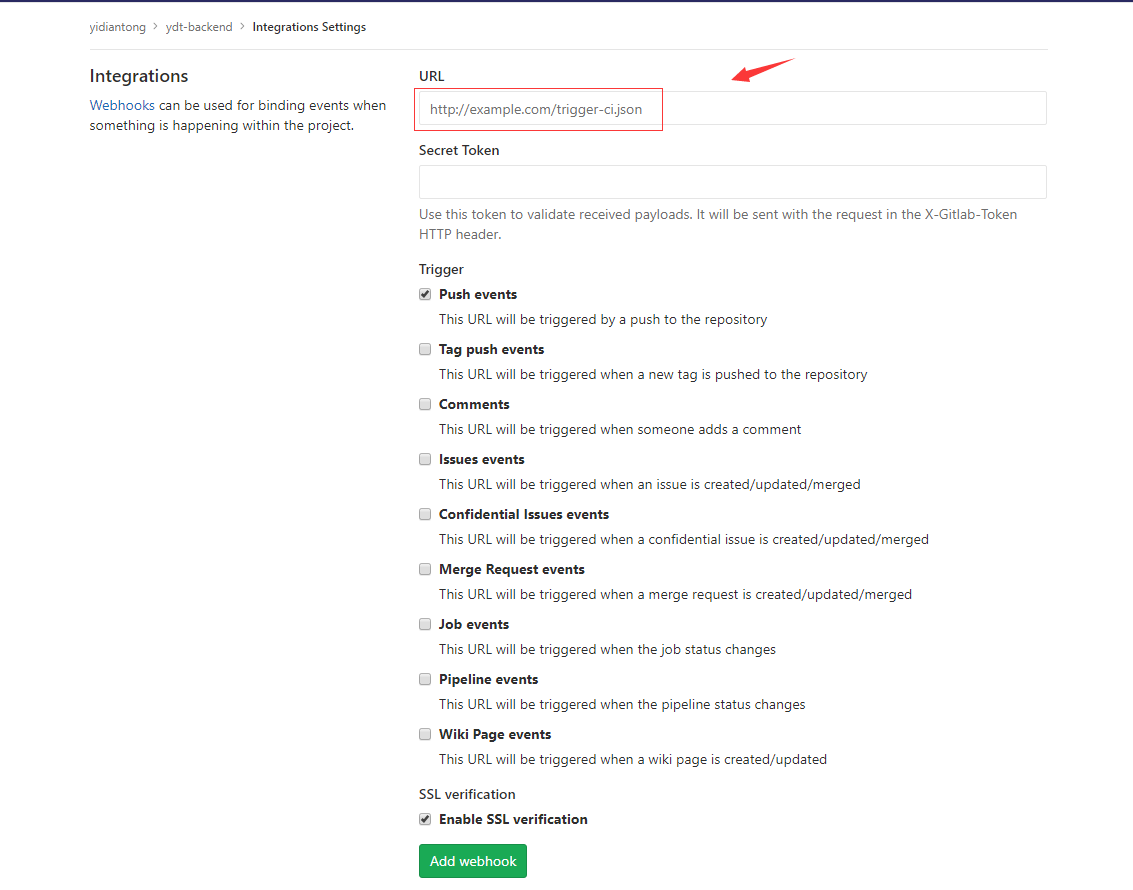 yidiantong > ydt-backend > Integrations Settings
Integrations
Webhooks can be used for binding events when
something is happening within the project.
URL
http://example.com/trigger-ci.json
Secret Token
Use this token to validate received payloads. It will be sent with the request in the X-Gitlab-Token
HTTP header.
Trigger
Push events
This URL will be triggered by a push to the repository
Tag push events
This URL will be triggered when a new tag is pushed to the repository
Comments
This URL will be triggered when someone adds a comment
Issues events
This URL will be triggered when an issue is created/updated/merged
Confidential Issues events
This URL will be triggered when a confidential issue is created/updated/merged
Merge Request events
This URL will be triggered when a merge request is created/updated/merged
Job events
This URL will be triggered when the job status changes
Pipeline events
This URL will be triggered when the pipeline status changes
Wiki Page events
This URL will be triggered when a wiki page is created/updated
SSL verification
Enable SSL verification
Add webhook